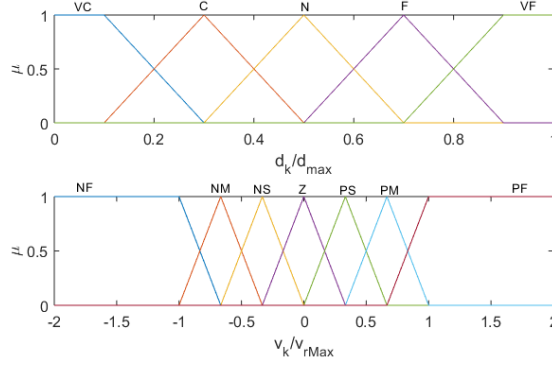 VC C N F VF
1
0.5
0
μ
0 0.2 0.4 0.6 0.8
d_k/d_max
NF NM NS Z PS PM PF
1
0.5
0
μ
-2 -1.5 -1 -0.5 0 0.5 1 1.5 2
v_k/v_rMax